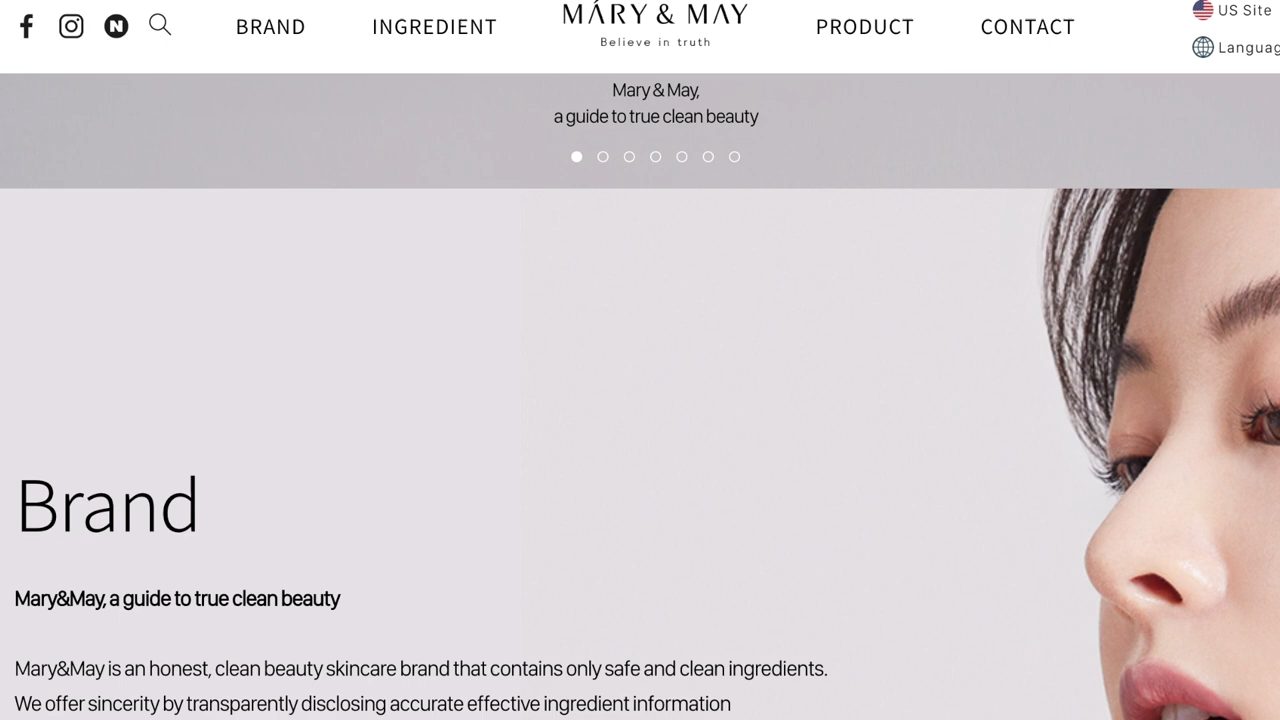 BRAND
INGREDIENT
MÁRY & MAY
Believe in truth
PRODUCT
CONTACT
US Site
Mary & May,
a guide to true clean beauty
Brand
Mary&May, a guide to true clean beauty
Mary&May is an honest, clean beauty skincare brand that contains only safe and clean ingredients.
We offer sincerity by transparently disclosing accurate effective ingredient information